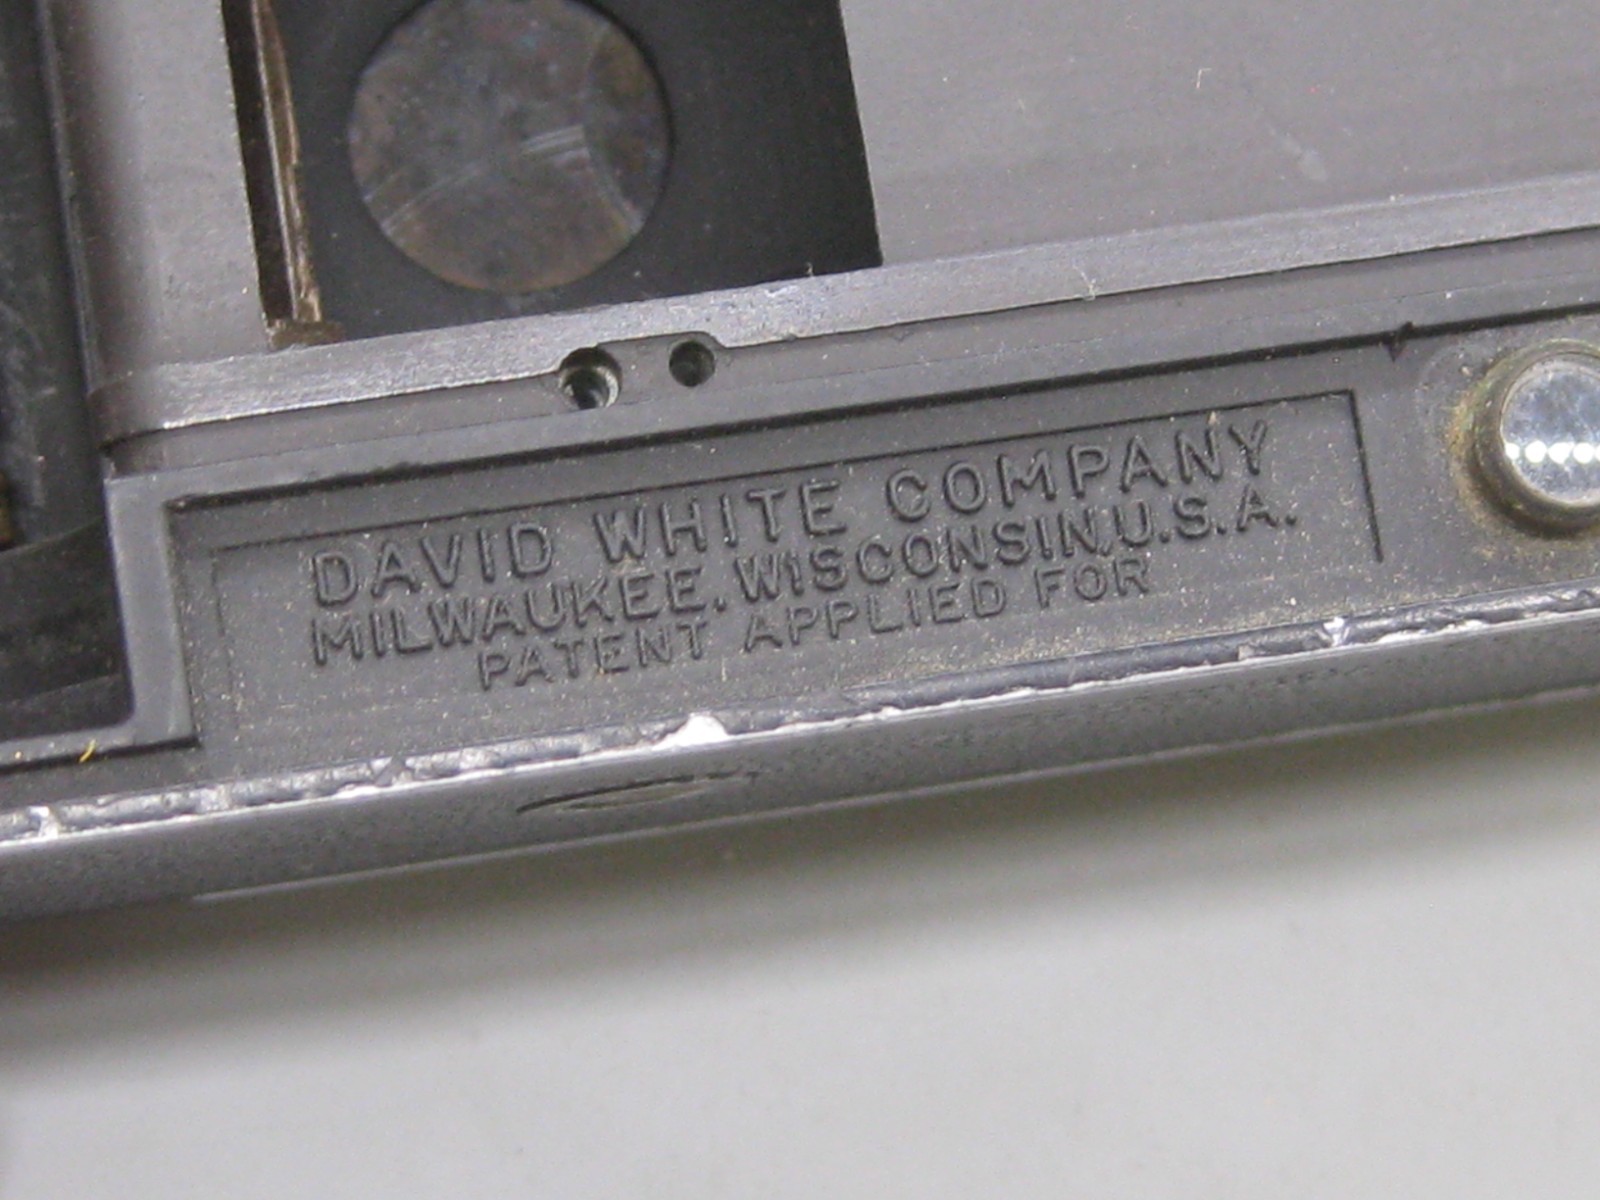 DAVID WHITE COMPANY
MILWAUKEE. WISCONSIN, U.S.A.
PATENT APPLIED FOR